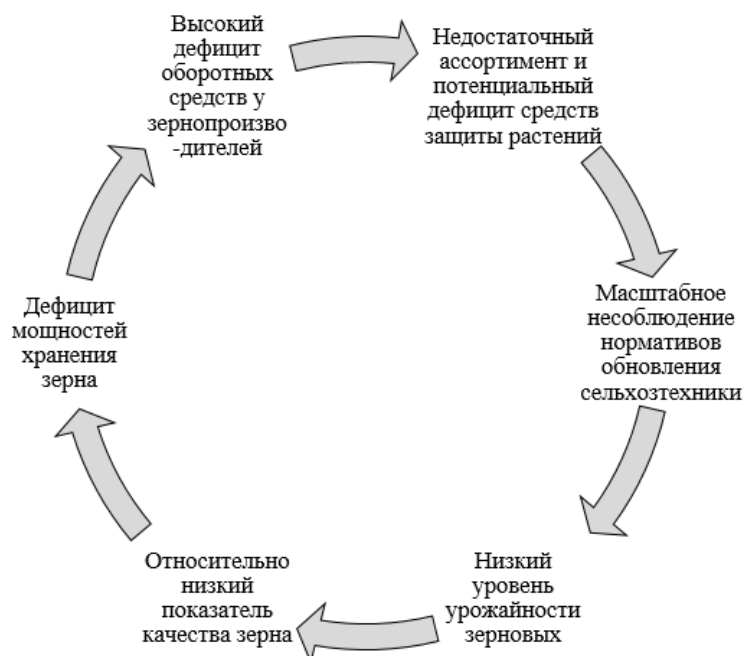 Высокий
дефицит
оборотных
средств у
зернопроизво
-дителей
Недостаточный
ассортимент и
потенциальный
дефицит средств
защиты растений
Масштабное
несоблюдение
нормативов
обновления
сельхозтехники
Низкий
уровень
урожайности
зерновых
Относительно
низкий
показатель
качества зерна
Дефицит
мощностей
хранения
зерна